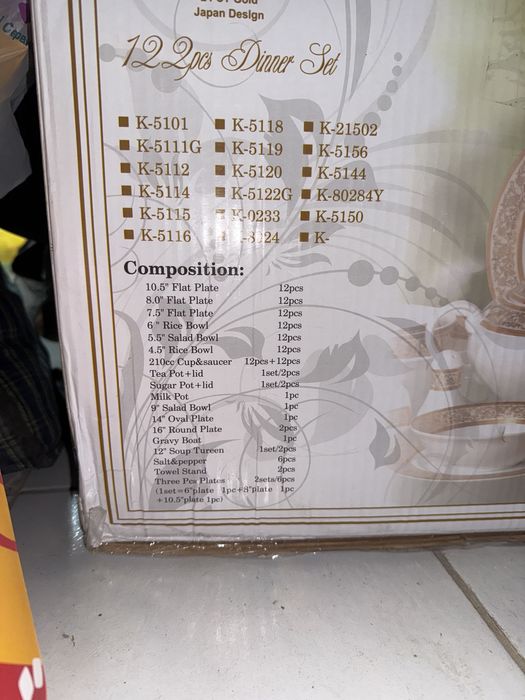 Gold
Japan Design
122pcs Dinner Set
■ K-5101 ■ K-5118 ■ K-21502
■ K-5111G ■ K-5119 ■ K-5156
■ K-5112 ■ K-5120 ■ K-5144
■ K-5114 ■ K-5122G ■ K-80284Y
■ K-5115 ■ K-0233 ■ K-5150
■ K-5116 ■ K-
Composition:
10.5" Flat Plate 12pcs
8.0" Flat Plate 12pcs
7.5" Flat Plate 12pcs
6 " Rice Bowl 12pcs
5.5" Salad Bowl 12pcs
4.5" Rice Bowl 12pcs
210cc Cup&saucer 12pcs+12pcs
Tea Pot+lid 1set/2pcs
Sugar Pot+lid 1set/2pcs
Milk Pot 1pc
9" Salad Bowl 1pc
14" Oval Plate 1pc
16" Round Plate 2pcs
Gravy Boat 1pc
12" Soup Tureen 1set/2pcs
Salt&pepper 6pcs
Towel Stand 2pcs
Three Pcs Plates 2sets/6pcs
(1set=6"plate 1pc+8"plate 1pc
+10.5"plate 1pc)